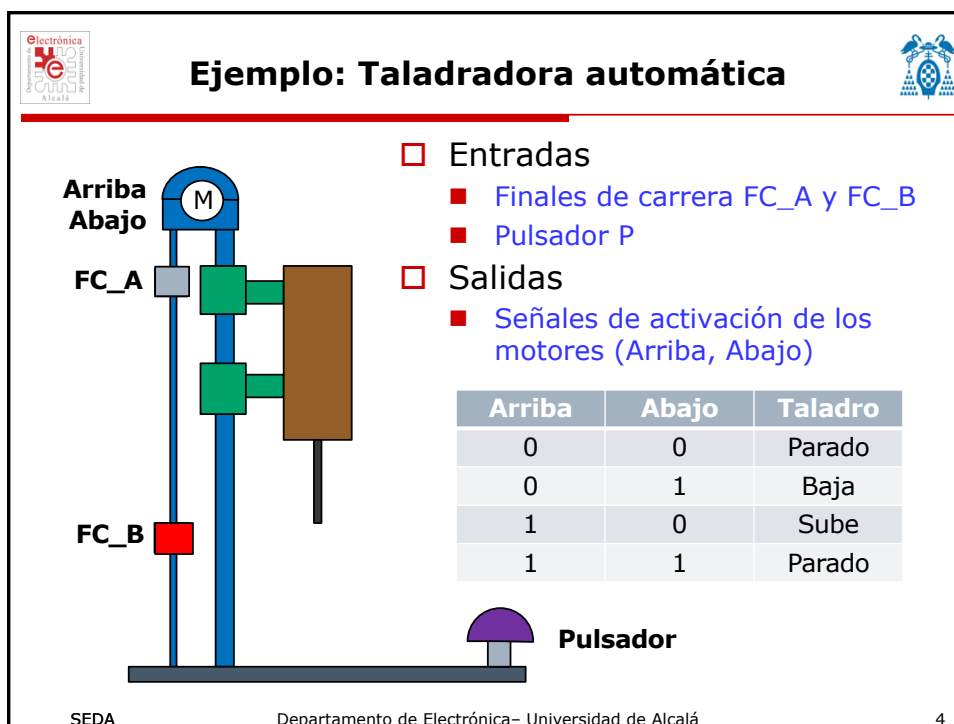 electrónica
Departamento de
Universidad de
Alcalá
Ejemplo: Taladradora automática
Arriba
Abajo
M
FC_A
FC_B
Entradas
Finales de carrera FC_A y FC_B
Pulsador P
Salidas
Señales de activación de los
motores (Arriba, Abajo)
Arriba Abajo Taladro
0 0 Parado
0 1 Baja
1 0 Sube
1 1 Parado
Pulsador
SEDA Departamento de Electrónica– Universidad de Alcalá 4